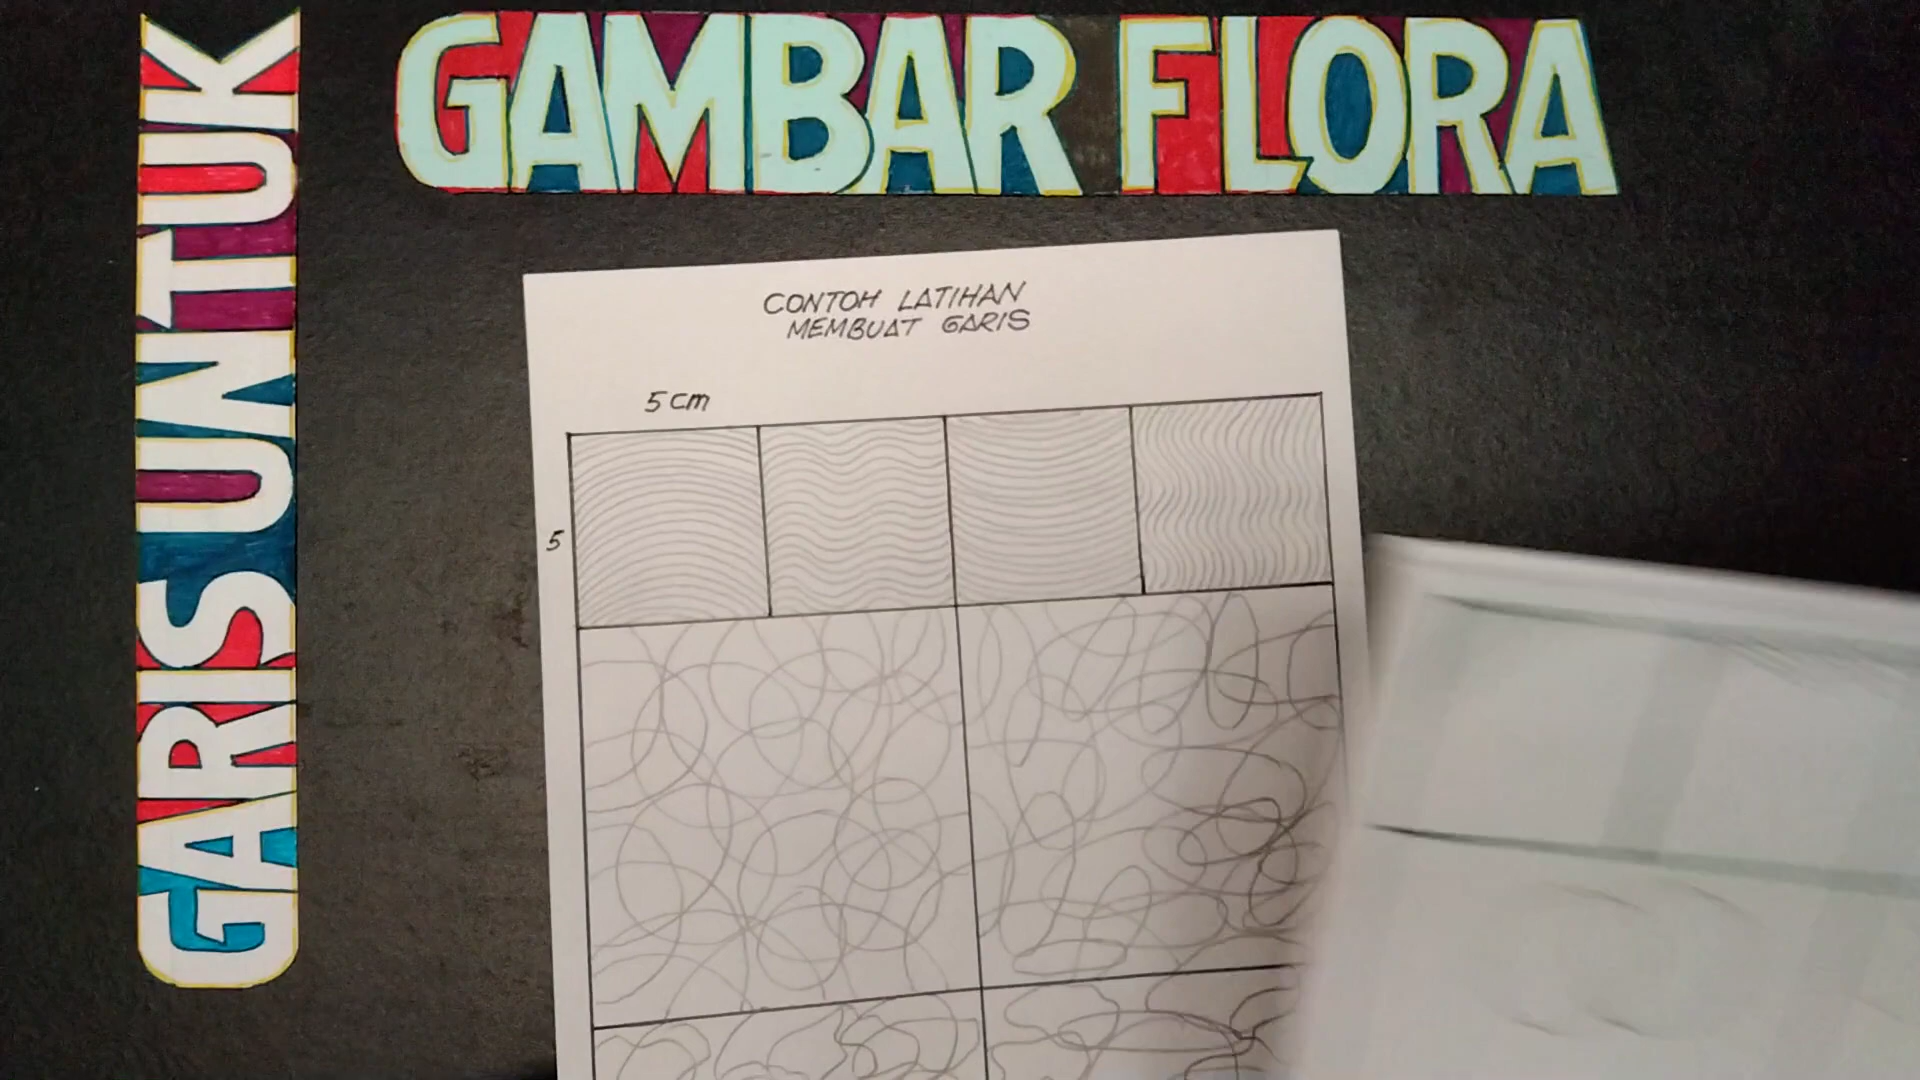 GARIS UNTUK
GAMBAR FLORA
CONTOH LATIHAN
MEMBUAT GARIS
5 cm
5